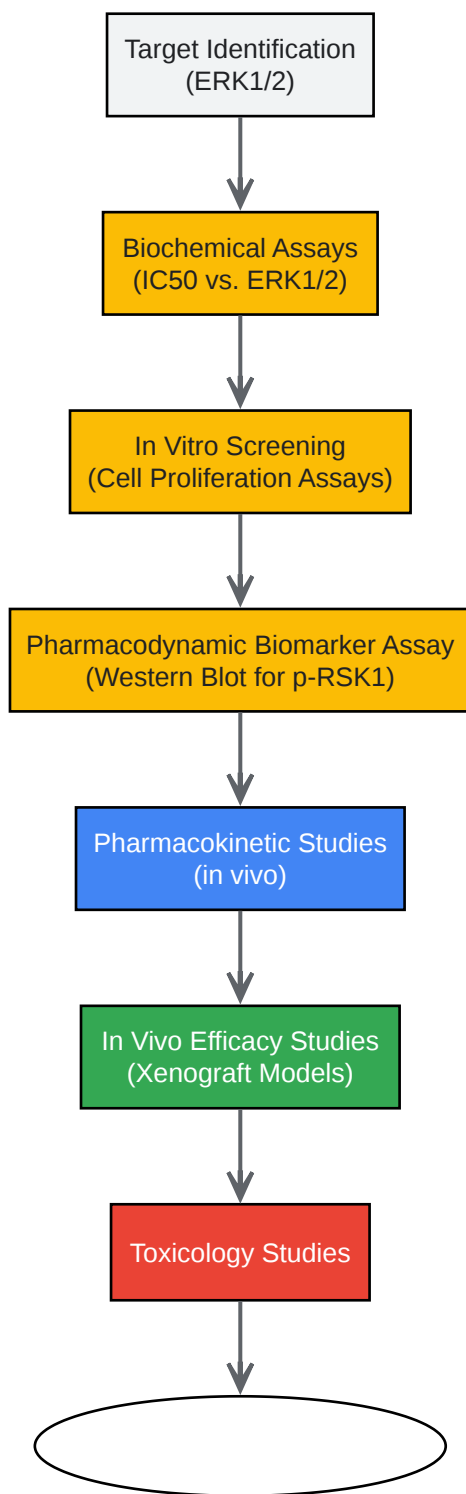 Target Identification
(ERK1/2)
Biochemical Assays
(IC50 vs. ERK1/2)
In Vitro Screening
(Cell Proliferation Assays)
Pharmacodynamic Biomarker Assay
(Western Blot for p-RSK1)
Pharmacokinetic Studies
(in vivo)
In Vivo Efficacy Studies
(Xenograft Models)
Toxicology Studies